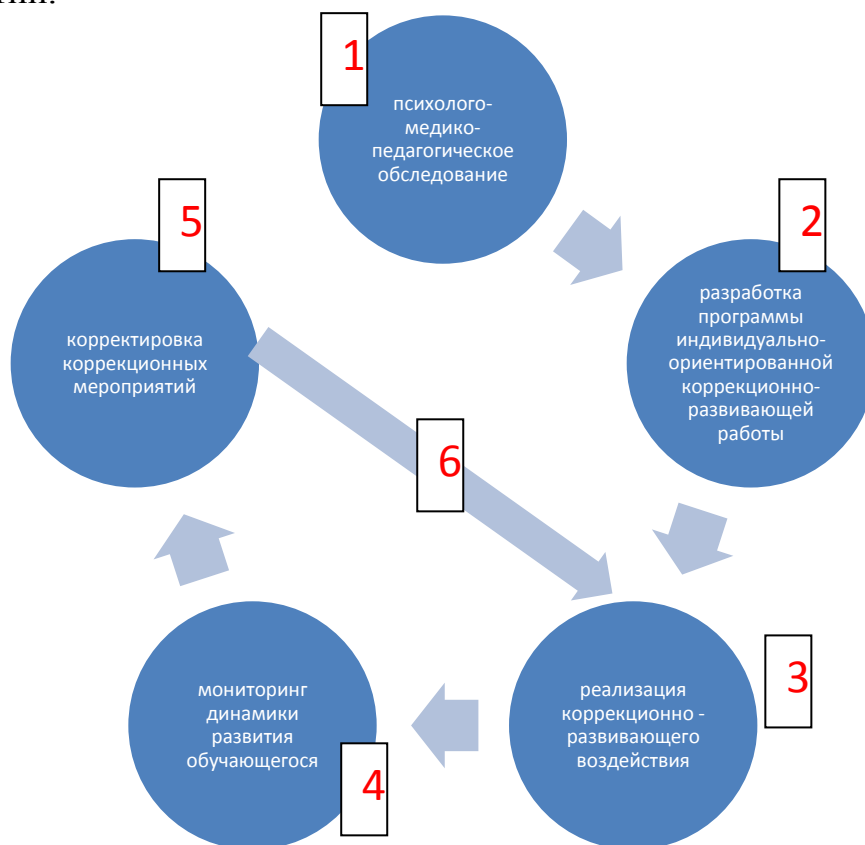 1
психолого-
медико-
педагогическое
обследование
2
разработка
программы
индивидуально-
ориентированной
коррекционно-
развивающей
работы
3
реализация
коррекционно -
развивающего
воздействия
4
мониторинг
динамики
развития
обучающегося
5
корректировка
коррекционных
мероприятий
6